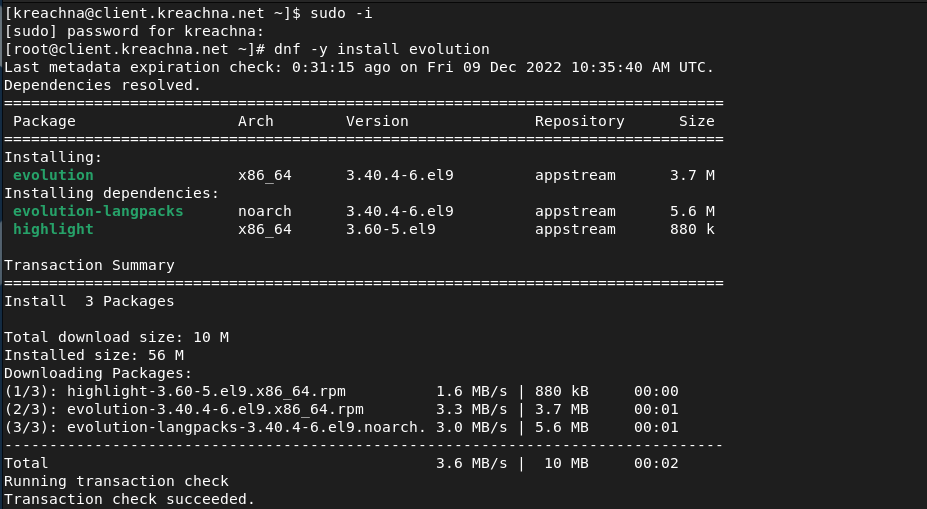 [kreachna@client.kreachna.net ~]$ sudo -i
[sudo] password for kreachna:
[root@client.kreachna.net ~]# dnf -y install evolution
Last metadata expiration check: 0:31:15 ago on Fri 09 Dec 2022 10:35:40 AM UTC.
Dependencies resolved.
================================================================================
 Package                  Arch        Version              Repository      Size
================================================================================
Installing:
 evolution                x86_64      3.40.4-6.el9         appstream      3.7 M
Installing dependencies:
 evolution-langpacks      noarch      3.40.4-6.el9         appstream      5.6 M
 highlight                x86_64      3.60-5.el9           appstream      880 k

Transaction Summary
================================================================================
Install  3 Packages

Total download size: 10 M
Installed size: 56 M
Downloading Packages:
(1/3): highlight-3.60-5.el9.x86_64.rpm          1.6 MB/s | 880 kB     00:00
(2/3): evolution-3.40.4-6.el9.x86_64.rpm        3.3 MB/s | 3.7 MB     00:01
(3/3): evolution-langpacks-3.40.4-6.el9.noarch. 3.0 MB/s | 5.6 MB     00:01
--------------------------------------------------------------------------------
Total                                           3.6 MB/s |  10 MB     00:02
Running transaction check
Transaction check succeeded.